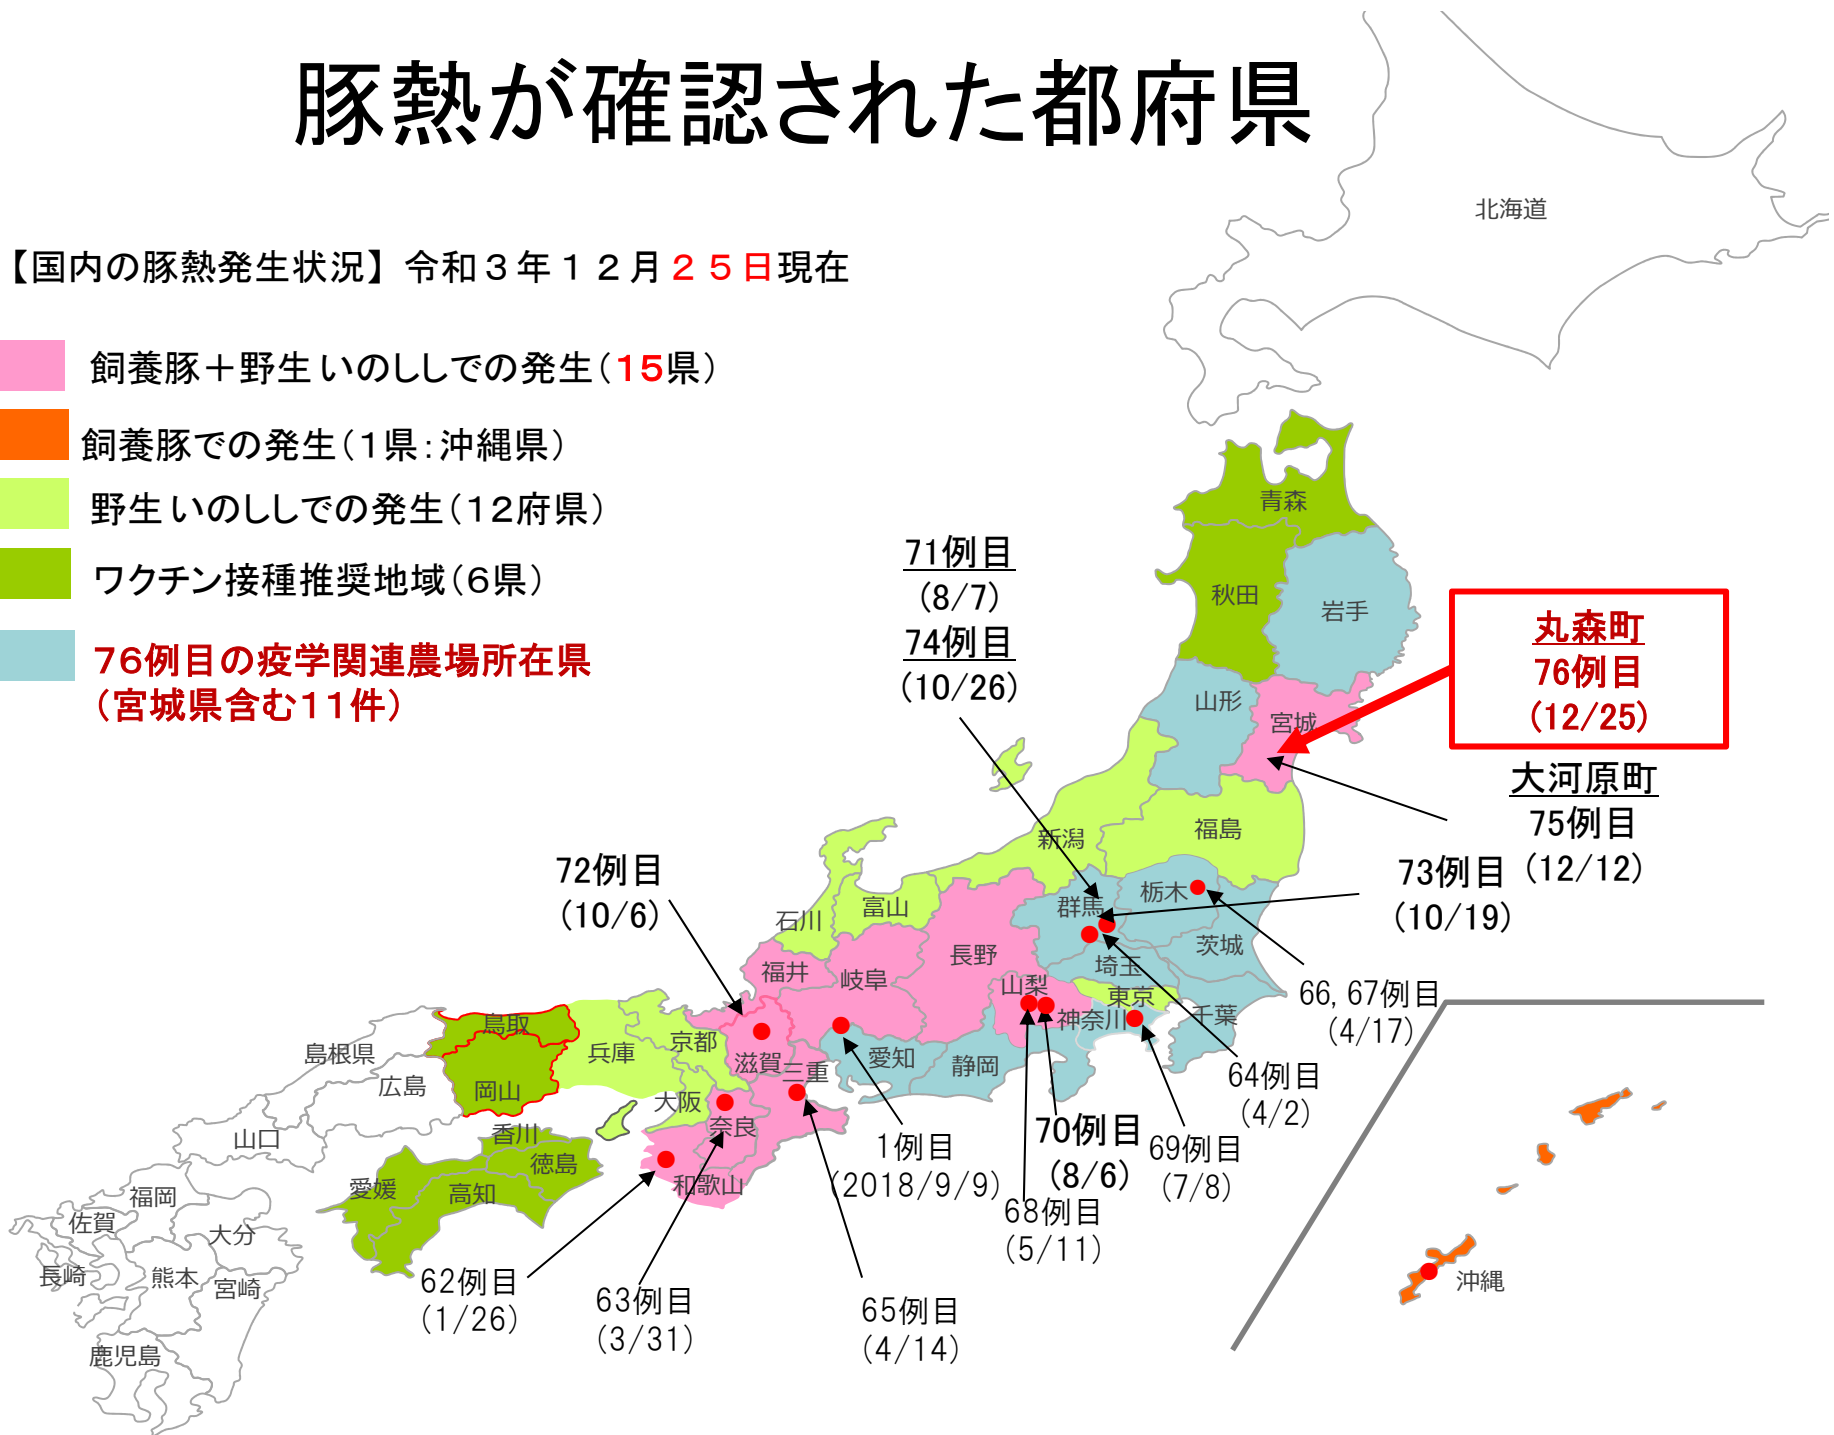 豚熱が確認された都府県
【国内の豚熱発生状況】 令和３年１２月２５日現在
飼養豚＋野生いのししでの発生（15県）
飼養豚での発生（１県：沖縄県）
野生いのししでの発生（１２府県）
ワクチン接種推奨地域（６県）
７６例目の疫学関連農場所在県
（宮城県含む１１件）
北海道
青森
秋田
岩手
山形
宮城
新潟
福島
71例目
(8/7)
74例目
(10/26)
丸森町
76例目
(12/25)
大河原町
75例目
(12/12)
73例目
(10/19)
72例目
(10/6)
石川
富山
福井
岐阜
長野
群馬
栃木
茨城
埼玉
山梨
東京
神奈川
千葉
66, 67例目
(4/17)
64例目
(4/2)
69例目
(7/8)
70例目
(8/6)
68例目
(5/11)
1例目
(2018/9/9)
愛知
静岡
滋賀
三重
京都
兵庫
大阪
奈良
和歌山
鳥取
島根県
岡山
広島
山口
香川
徳島
愛媛
高知
福岡
佐賀
大分
長崎
熊本
宮崎
鹿児島
62例目
(1/26)
63例目
(3/31)
65例目
(4/14)
沖縄